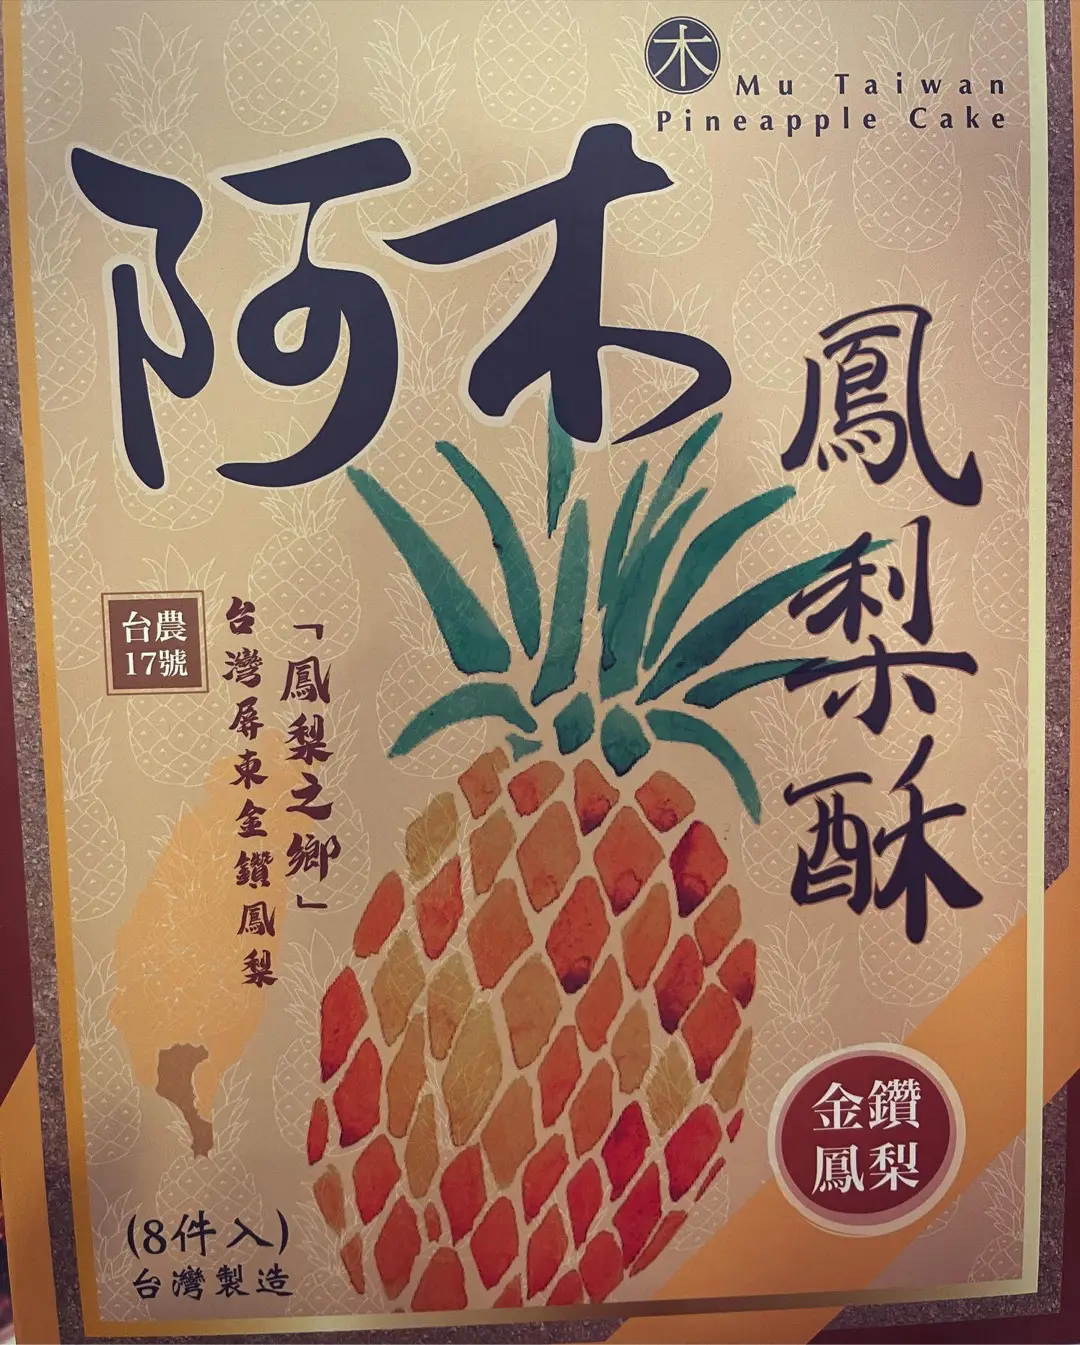 木
Mu Taiwan
Pineapple Cake
阿木
鳳梨酥
台農
17號
「鳳梨之鄉」
台灣屏東金鑽鳳梨
金鑽
鳳梨
(8件入)
台灣製造